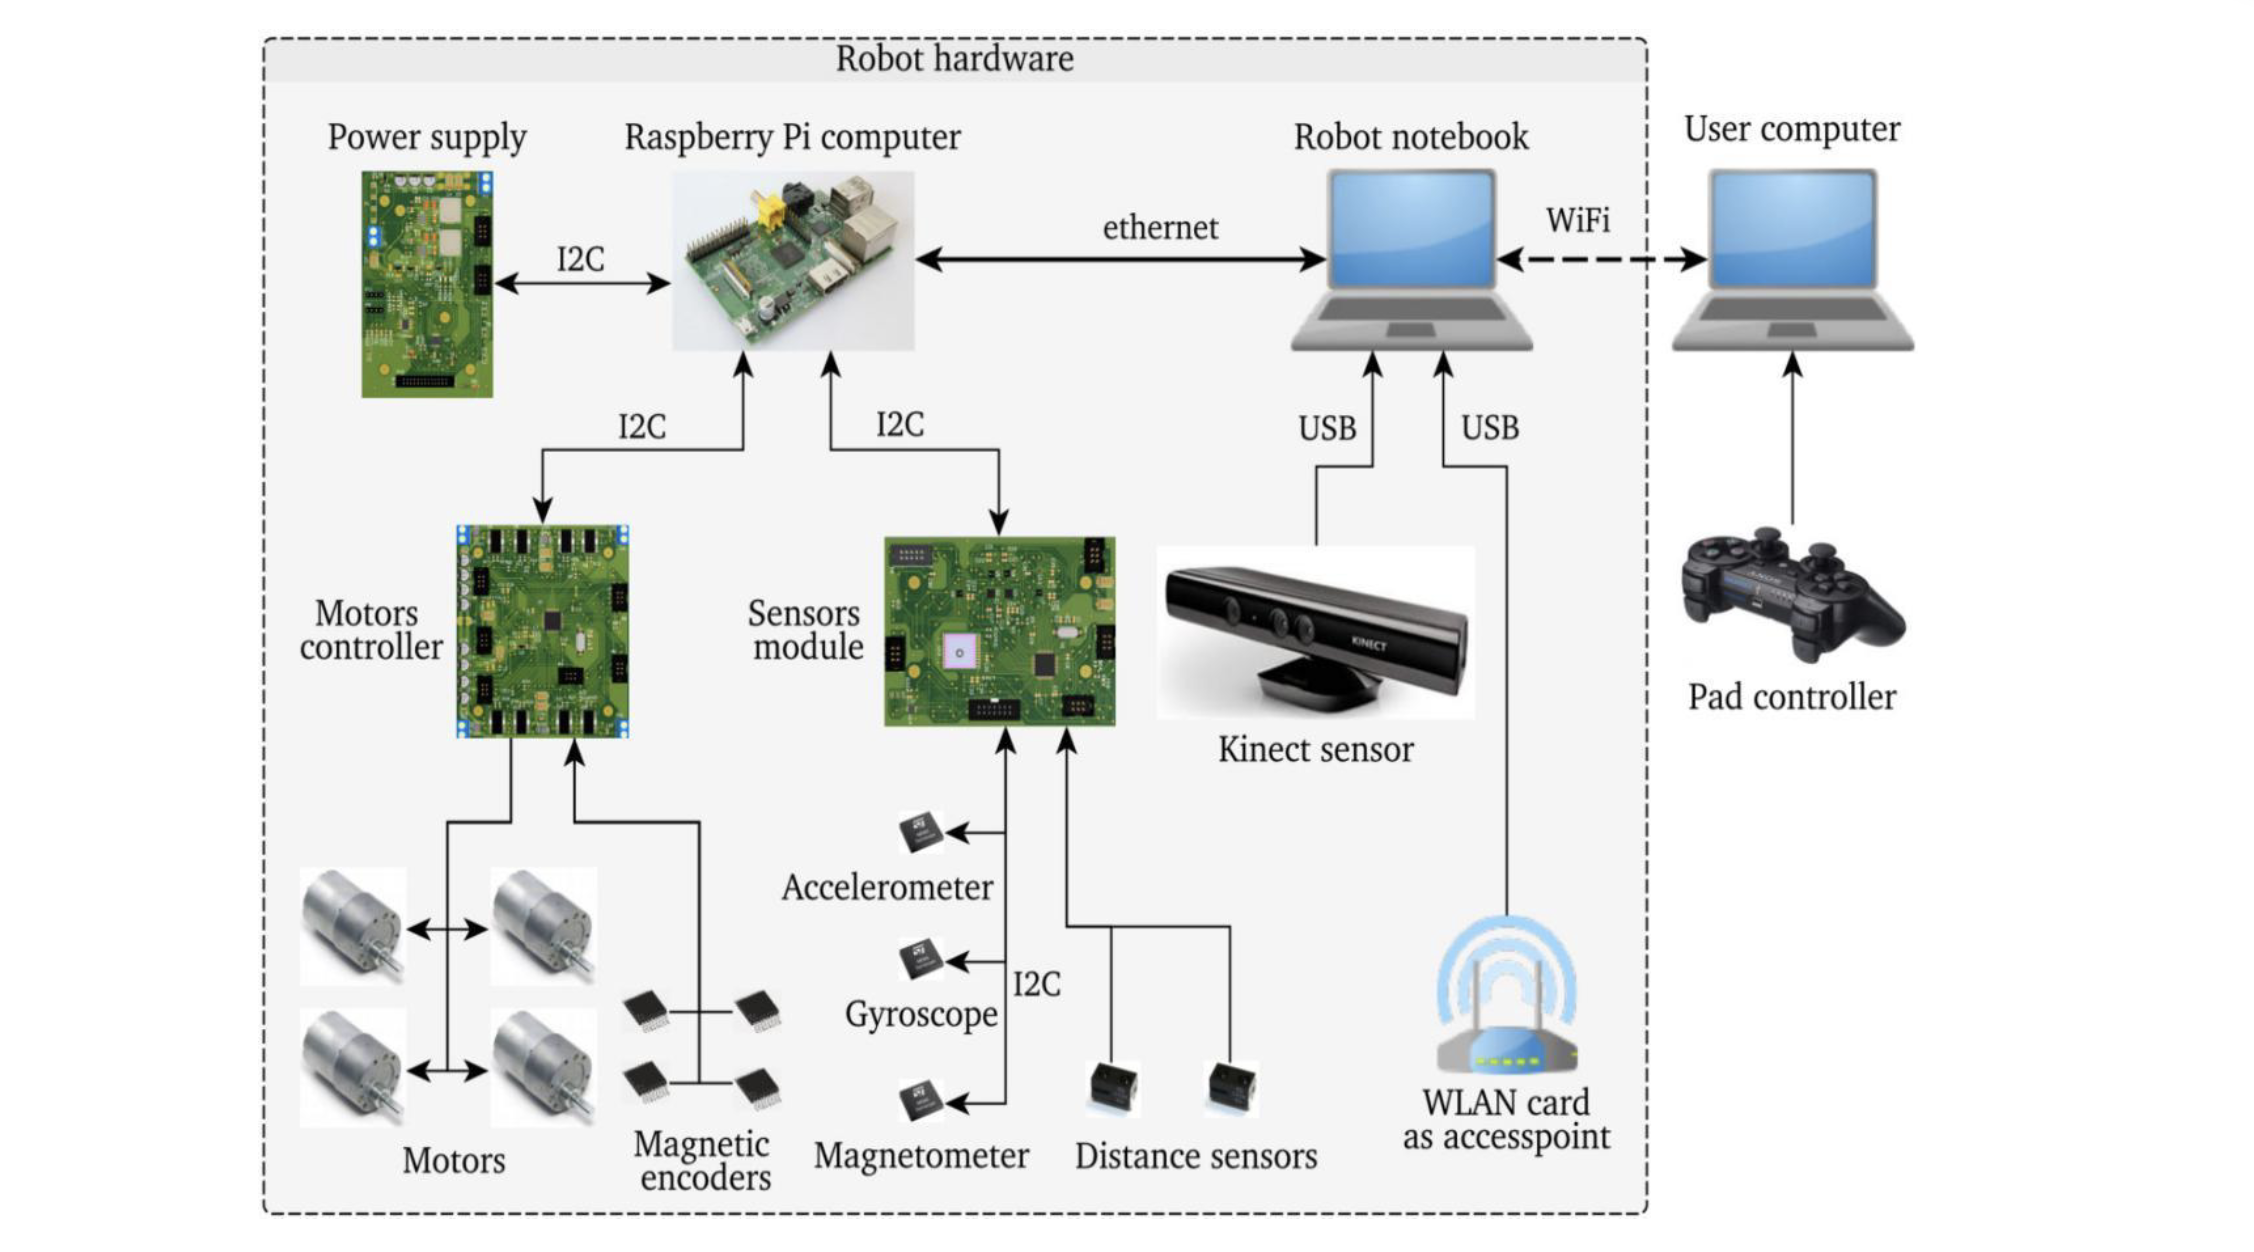 Robot hardware
Power supply
Raspberry Pi computer
Robot notebook
User computer
I2C
ethernet
WiFi
I2C
I2C
USB
USB
Motors
controller
Sensors
module
KINECT
Kinect sensor
Pad controller
Accelerometer
Gyroscope
I2C
Magnetometer
Distance sensors
Motors
Magnetic
encoders
WLAN card
as accesspoint